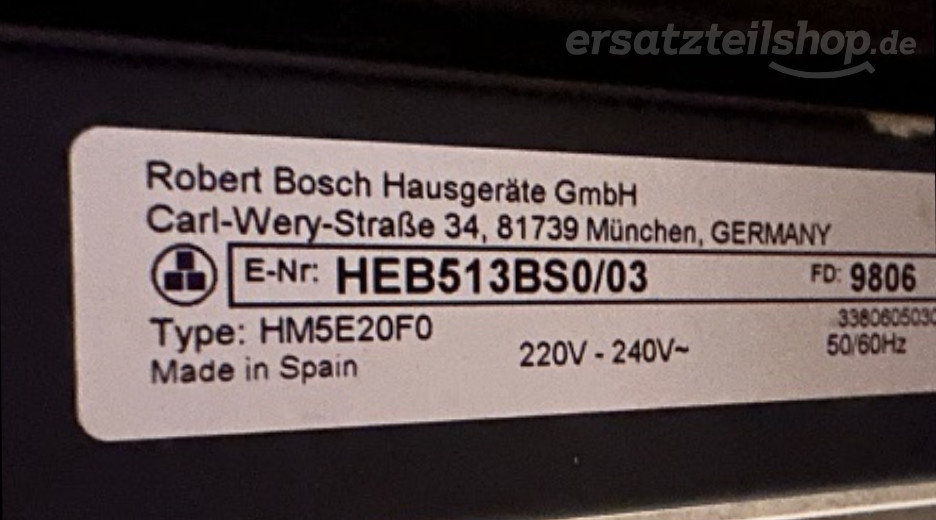 ersatzteilshop.de
Robert Bosch Hausgeräte GmbH
Carl-Wery-Straße 34, 81739 München, GERMANY
E-Nr: HEB513BS0/03 FD: 9806
3380605030
Type: HM5E20F0
220V - 240V~ 50/60Hz
Made in Spain